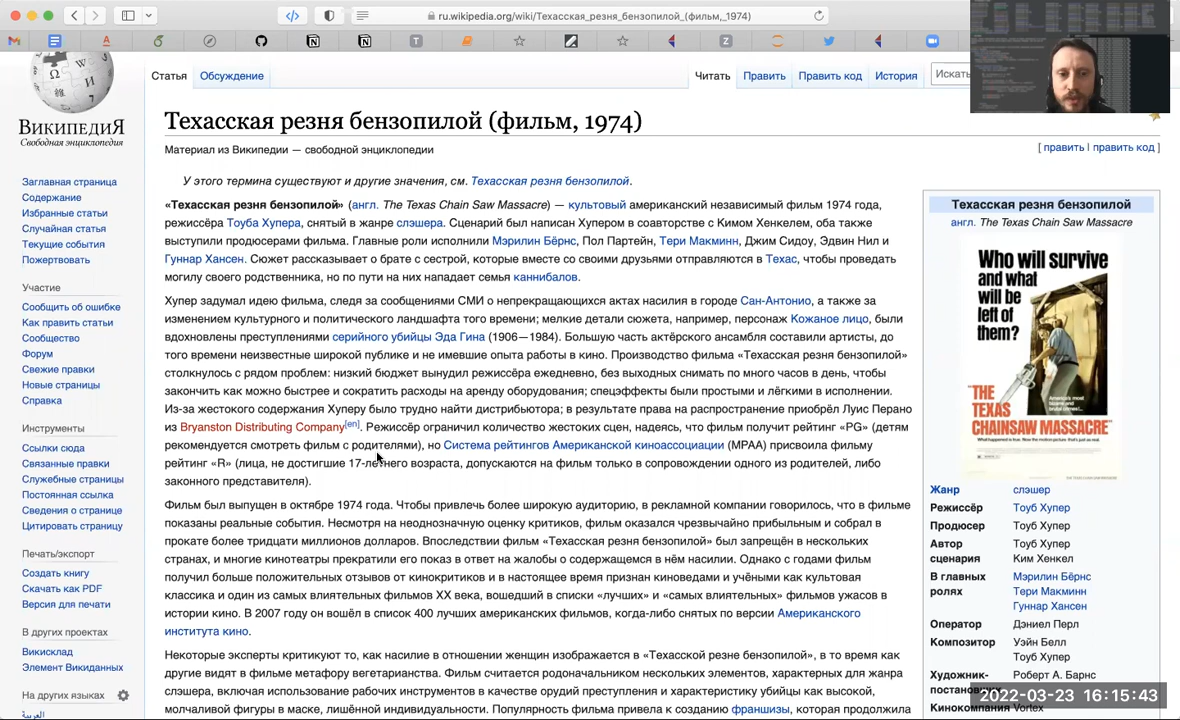 ru.wikipedia.org/wiki/Техасская_резня_бензопилой_(фильм,_1974)
ВИКИПЕДИЯ
Свободная энциклопедия
Статья Обсуждение Читать Править Править код История Искать
Техасская резня бензопилой (фильм, 1974)
Материал из Википедии — свободной энциклопедии [ править | править код ]
У этого термина существуют и другие значения, см. Техасская резня бензопилой.
«Техасская резня бензопилой» (англ. The Texas Chain Saw Massacre) — культовый американский независимый фильм 1974 года,
режиссёра Тоуба Хупера, снятый в жанре слэшера. Сценарий был написан Хупером в соавторстве с Кимом Хенкелем, оба также
выступили продюсерами фильма. Главные роли исполнили Мэрилин Бёрнс, Пол Партейн, Тери Макминн, Джим Сидоу, Эдвин Нил и
Гуннар Хансен. Сюжет рассказывает о брате с сестрой, которые вместе со своими друзьями отправляются в Техас, чтобы проведать
могилу своего родственника, но по пути на них нападает семья каннибалов.
Хупер задумал идею фильма, следя за сообщениями СМИ о непрекращающихся актах насилия в городе Сан-Антонио, а также за
изменением культурного и политического ландшафта того времени; мелкие детали сюжета, например, персонаж Кожаное лицо, были
вдохновлены преступлениями серийного убийцы Эда Гина (1906—1984). Большую часть актёрского ансамбля составили артисты, до
того времени неизвестные широкой публике и не имевшие опыта работы в кино. Производство фильма «Техасская резня бензопилой»
столкнулось с рядом проблем: низкий бюджет вынудил режиссёра ежедневно, без выходных снимать по много часов в день, чтобы
закончить как можно быстрее и сократить расходы на аренду оборудования; спецэффекты были простыми и лёгкими в исполнении.
Из-за жестокого содержания Хуперу было трудно найти дистрибьютора; в результате права на распространение приобрёл Луис Перано
из Bryanston Distributing Company[en]. Режиссёр ограничил количество жестоких сцен, надеясь, что фильм получит рейтинг «PG» (детям
рекомендуется смотреть фильм с родителями), но Система рейтингов Американской киноассоциации (MPAA) присвоила фильму
рейтинг «R» (лица, не достигшие 17-летнего возраста, допускаются на фильм только в сопровождении одного из родителей, либо
законного представителя).
Фильм был выпущен в октябре 1974 года. Чтобы привлечь более широкую аудиторию, в рекламной компании говорилось, что в фильме
показаны реальные события. Несмотря на неоднозначную оценку критиков, фильм оказался чрезвычайно прибыльным и собрал в
прокате более тридцати миллионов долларов. Впоследствии фильм «Техасская резня бензопилой» был запрещён в нескольких
странах, и многие кинотеатры прекратили его показ в ответ на жалобы о содержащемся в нём насилии. Однако с годами фильм
получил больше положительных отзывов от кинокритиков и в настоящее время признан киноведами и учёными как культовая
классика и один из самых влиятельных фильмов XX века, вошедший в списки «лучших» и «самых влиятельных» фильмов ужасов в
истории кино. В 2007 году он вошёл в список 400 лучших американских фильмов, когда-либо снятых по версии Американского
института кино.
Некоторые эксперты критикуют то, как насилие в отношении женщин изображается в «Техасской резне бензопилой», в то время как
другие видят в фильме метафору вегетарианства. Фильм считается родоначальником нескольких элементов, характерных для жанра
слэшера, включая использование рабочих инструментов в качестве орудий преступления и характеристику убийцы как высокой,
молчаливой фигуры в маске, лишённой индивидуальности. Популярность фильма привела к созданию франшизы, которая продолжила
Заглавная страница
Содержание
Избранные статьи
Случайная статья
Текущие события
Пожертвовать
Участие
Сообщить об ошибке
Как править статьи
Сообщество
Форум
Свежие правки
Новые страницы
Справка
Инструменты
Ссылки сюда
Связанные правки
Служебные страницы
Постоянная ссылка
Сведения о странице
Цитировать страницу
Печать/экспорт
Создать книгу
Скачать как PDF
Версия для печати
В других проектах
Викисклад
Элемент Викиданных
На других языках
العربية
Техасская резня бензопилой
англ. The Texas Chain Saw Massacre
Who will survive
and what
will be
left of
them?
"THE
TEXAS
CHAINSAW
MASSACRE"
Жанр слэшер
Режиссёр Тоуб Хупер
Продюсер Тоуб Хупер
Автор Тоуб Хупер
сценария Ким Хенкел
В главных Мэрилин Бёрнс
ролях Тери Макминн
Гуннар Хансен
Оператор Дэниел Перл
Композитор Уэйн Белл
Тоуб Хупер
Художник- Роберт А. Барнс
Кинокомпания Vortex
2022-03-23 16:15:43